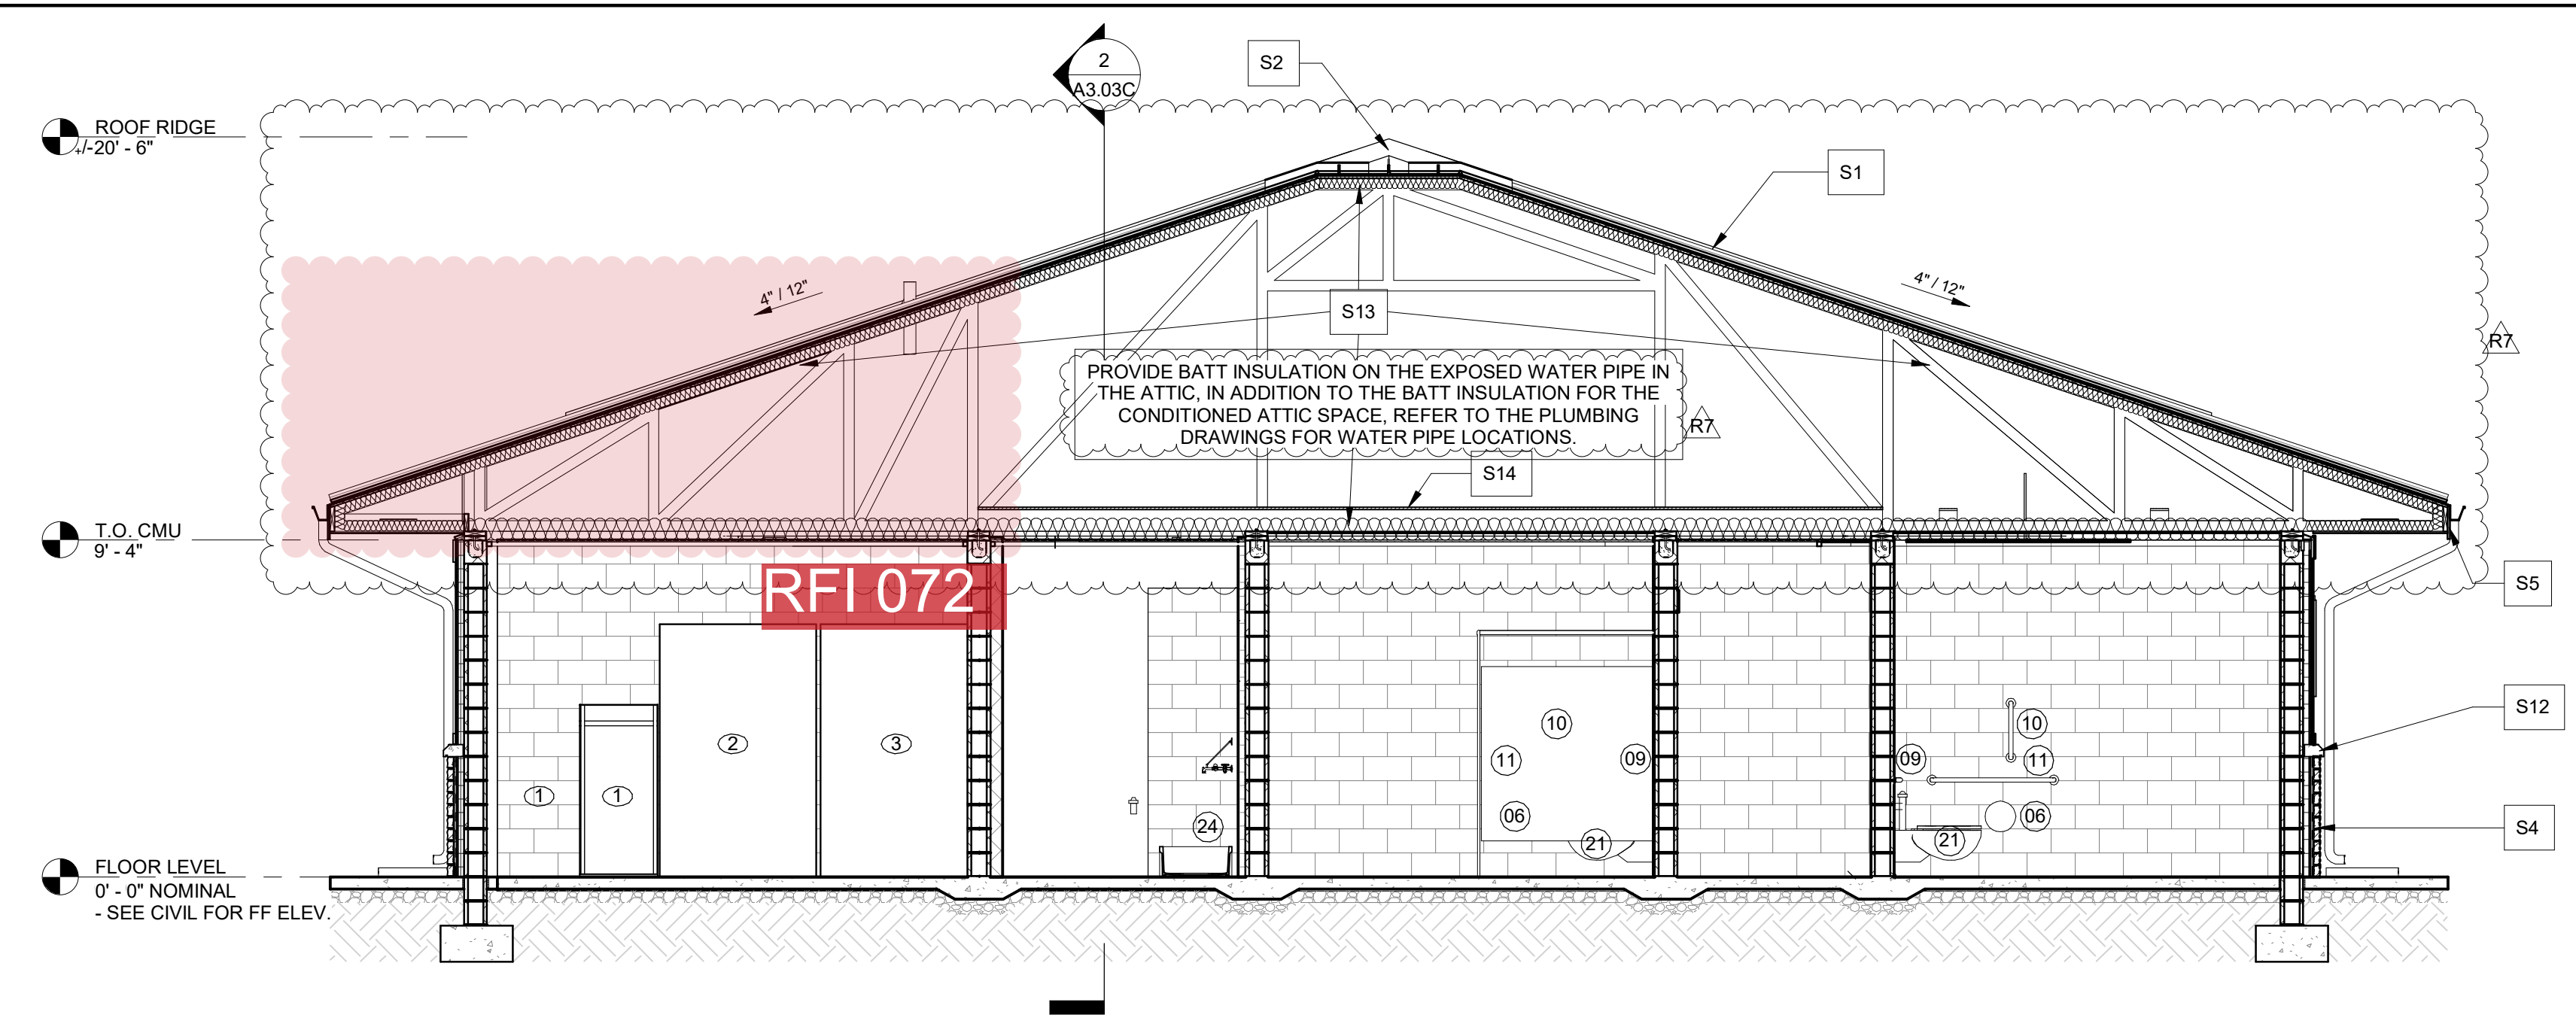 2
A3.03C
S2
ROOF RIDGE
+/-20' - 6"
S1
4" / 12"
4" / 12"
S13
R7
PROVIDE BATT INSULATION ON THE EXPOSED WATER PIPE IN
THE ATTIC, IN ADDITION TO THE BATT INSULATION FOR THE
CONDITIONED ATTIC SPACE, REFER TO THE PLUMBING
DRAWINGS FOR WATER PIPE LOCATIONS.
R7
S14
T.O. CMU
9' - 4"
RFI 072
S5
S12
2
3
10
10
11
09
09
11
1
1
06
06
24
21
21
S4
FLOOR LEVEL
0' - 0" NOMINAL
- SEE CIVIL FOR FF ELEV.